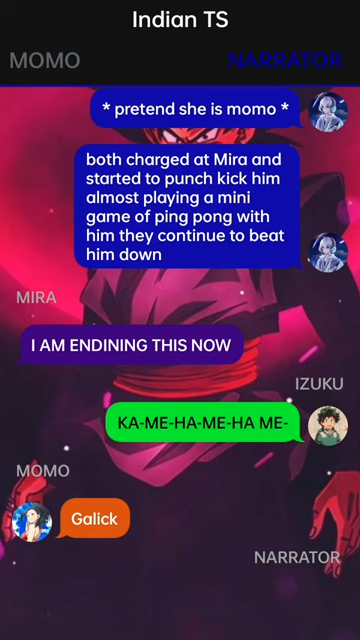 Indian TS
MOMO
NARRATOR
* pretend she is momo *
both charged at Mira and
started to punch kick him
almost playing a mini
game of ping pong with
him they continue to beat
him down
MIRA
I AM ENDINING THIS NOW
IZUKU
KA-ME-HA-ME-HA ME-
MOMO
Galick
NARRATOR